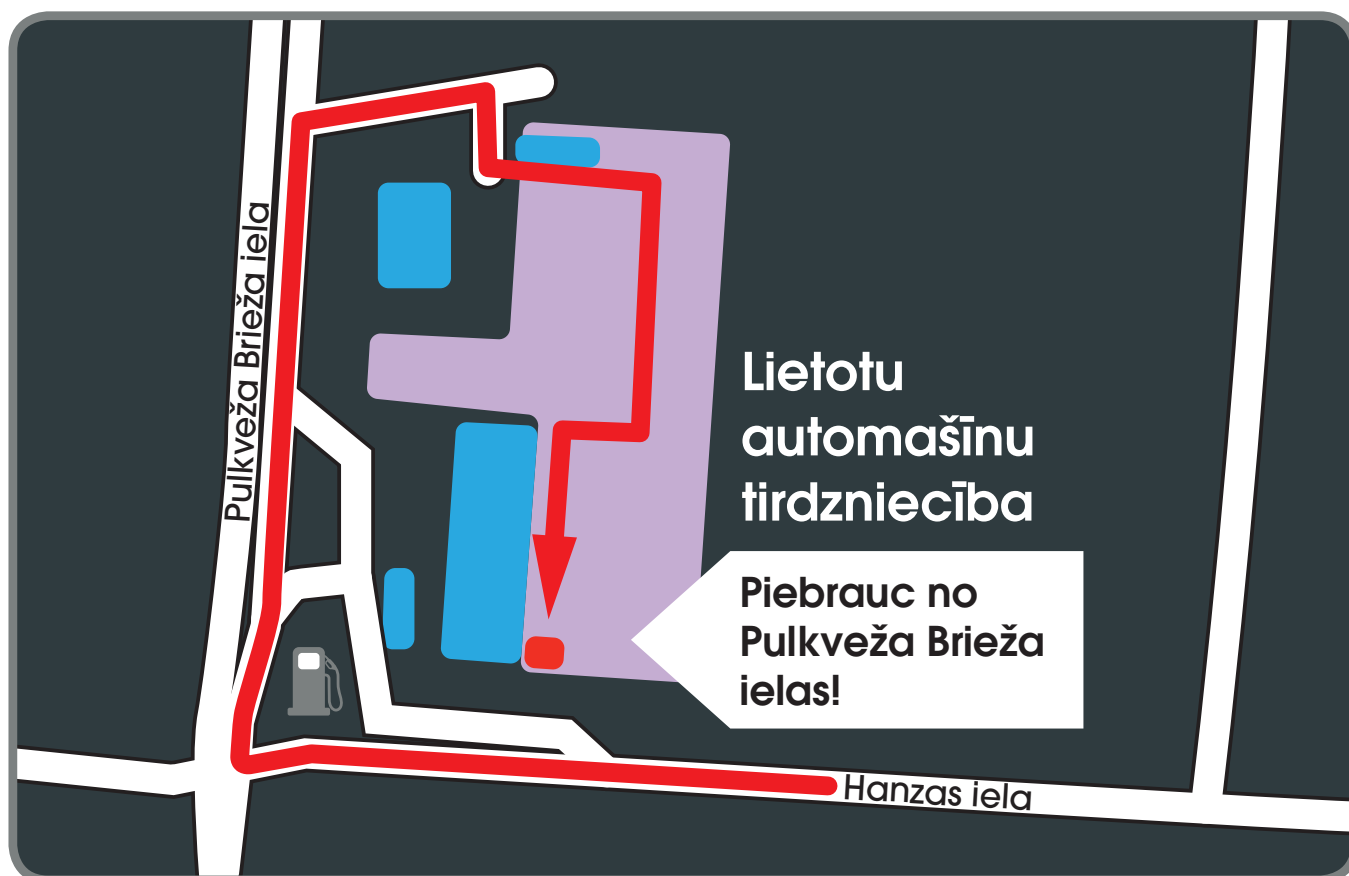 Pulkveža Brieža iela
Lietotu
automašīnu
tirdzniecība
Piebrauc no
Pulkveža Brieža
ielas!
Hanzas iela